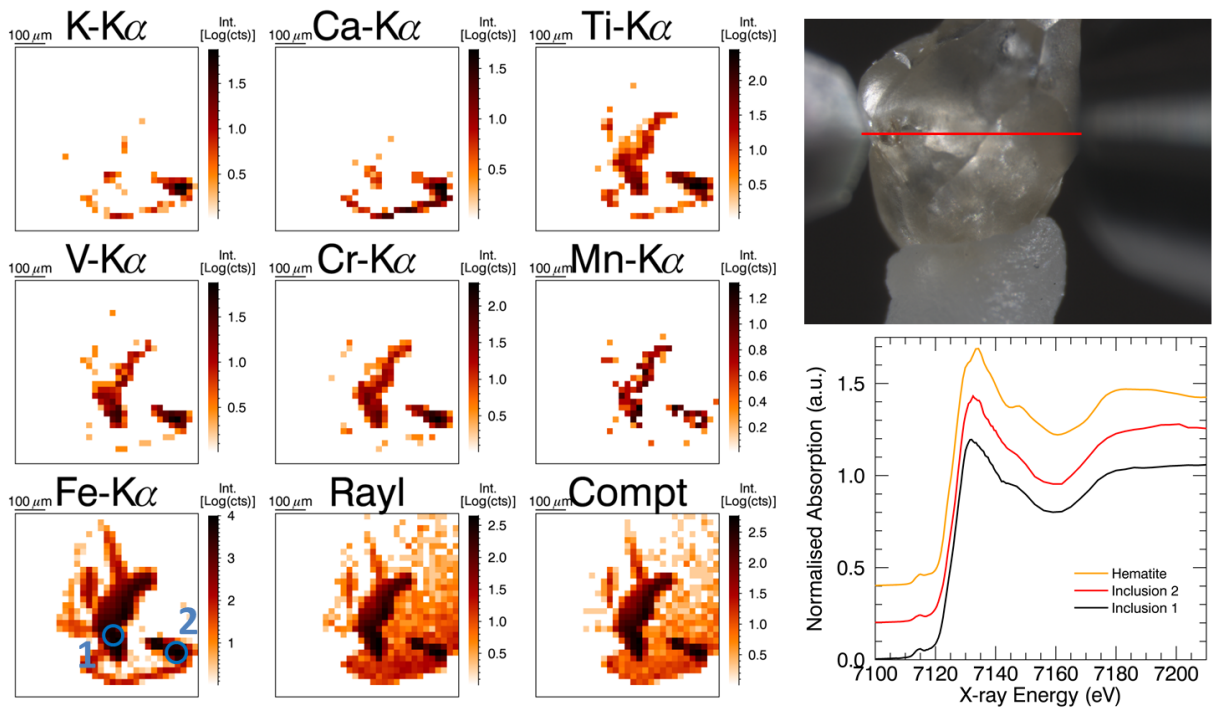 K-Kα
100 μm
Int.
[Log(cts)]
1.5
1.0
0.5
Ca-Kα
100 μm
Int.
[Log(cts)]
1.5
1.0
0.5
Ti-Kα
100 μm
Int.
[Log(cts)]
2.0
1.5
1.0
0.5
V-Kα
100 μm
Int.
[Log(cts)]
1.5
1.0
0.5
Cr-Kα
100 μm
Int.
[Log(cts)]
2.0
1.5
1.0
0.5
Mn-Kα
100 μm
Int.
[Log(cts)]
1.2
1.0
0.8
0.6
0.4
0.2
Fe-Kα
100 μm
Int.
[Log(cts)]
4
3
2
1
2
1
Rayl
100 μm
Int.
[Log(cts)]
2.5
2.0
1.5
1.0
0.5
Compt
100 μm
Int.
[Log(cts)]
2.5
2.0
1.5
1.0
0.5
Normalised Absorption (a.u.)
1.5
1.0
0.5
0.0
Hematite
Inclusion 2
Inclusion 1
7100 7120 7140 7160 7180 7200
X-ray Energy (eV)